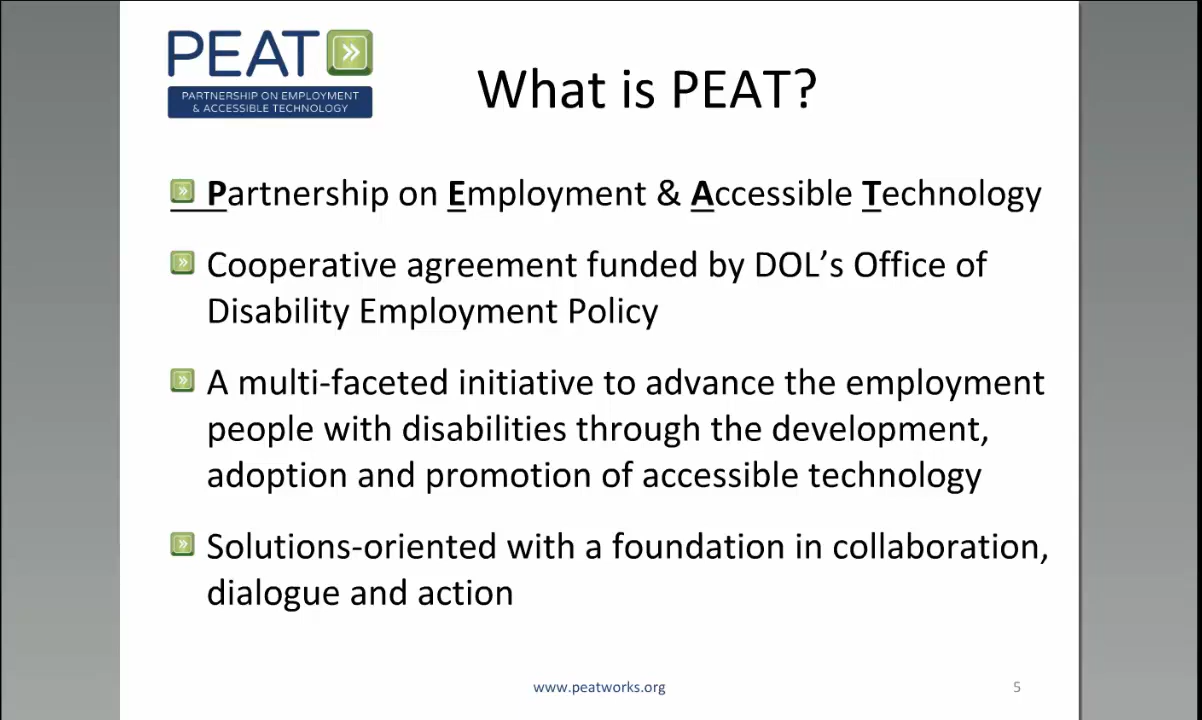 PEAT
PARTNERSHIP ON EMPLOYMENT
& ACCESSIBLE TECHNOLOGY
What is PEAT?
Partnership on Employment & Accessible Technology
Cooperative agreement funded by DOL’s Office of
Disability Employment Policy
A multi-faceted initiative to advance the employment
people with disabilities through the development,
adoption and promotion of accessible technology
Solutions-oriented with a foundation in collaboration,
dialogue and action
www.peatworks.org
5